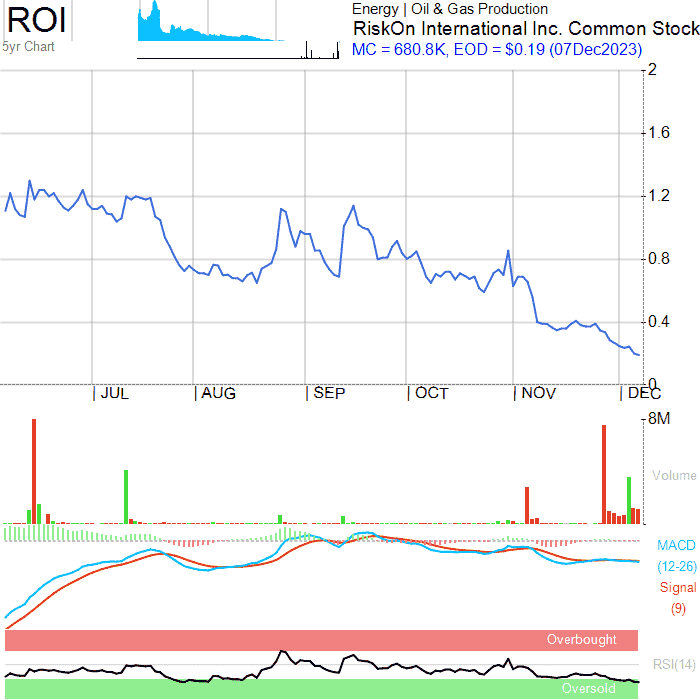 ROI
5yr Chart
Energy | Oil & Gas Production
RiskOn International Inc. Common Stock
MC = 680.8K, EOD = $0.19 (07Dec2023)
2
1.6
1.2
0.8
0.4
0
JUL AUG SEP OCT NOV DEC
8M
Volume
MACD
(12-26)
Signal
(9)
Overbought
RSI(14)
Oversold